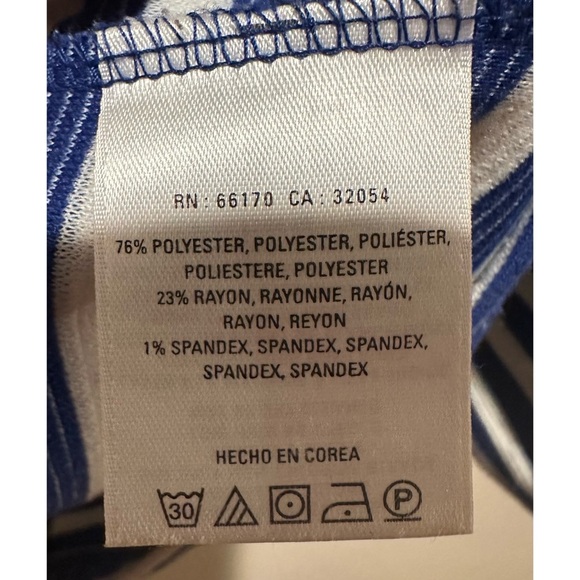 RN : 66170 CA : 32054
76% POLYESTER, POLYESTER, POLIÉSTER,
POLIESTERE, POLYESTER
23% RAYON, RAYONNE, RAYÓN,
RAYON, REYON
1% SPANDEX, SPANDEX, SPANDEX,
SPANDEX, SPANDEX
HECHO EN COREA
30 P